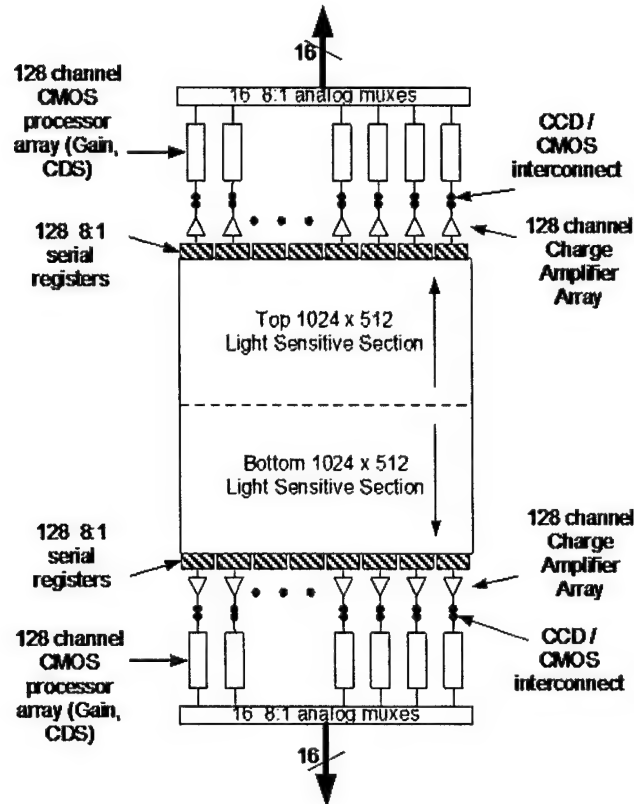 16
128 channel
CMOS
processor
array (Gain,
CDS)
16 8:1 analog muxes
CCD /
CMOS
interconnect
128 8:1
serial
registers
128 channel
Charge
Amplifier
Array
Top 1024 x 512
Light Sensitive Section
Bottom 1024 x 512
Light Sensitive Section
128 8:1
serial
registers
128 channel
Charge
Amplifier
Array
128 channel
CMOS
processor
array (Gain,
CDS)
CCD /
CMOS
interconnect
16 8:1 analog muxes
16